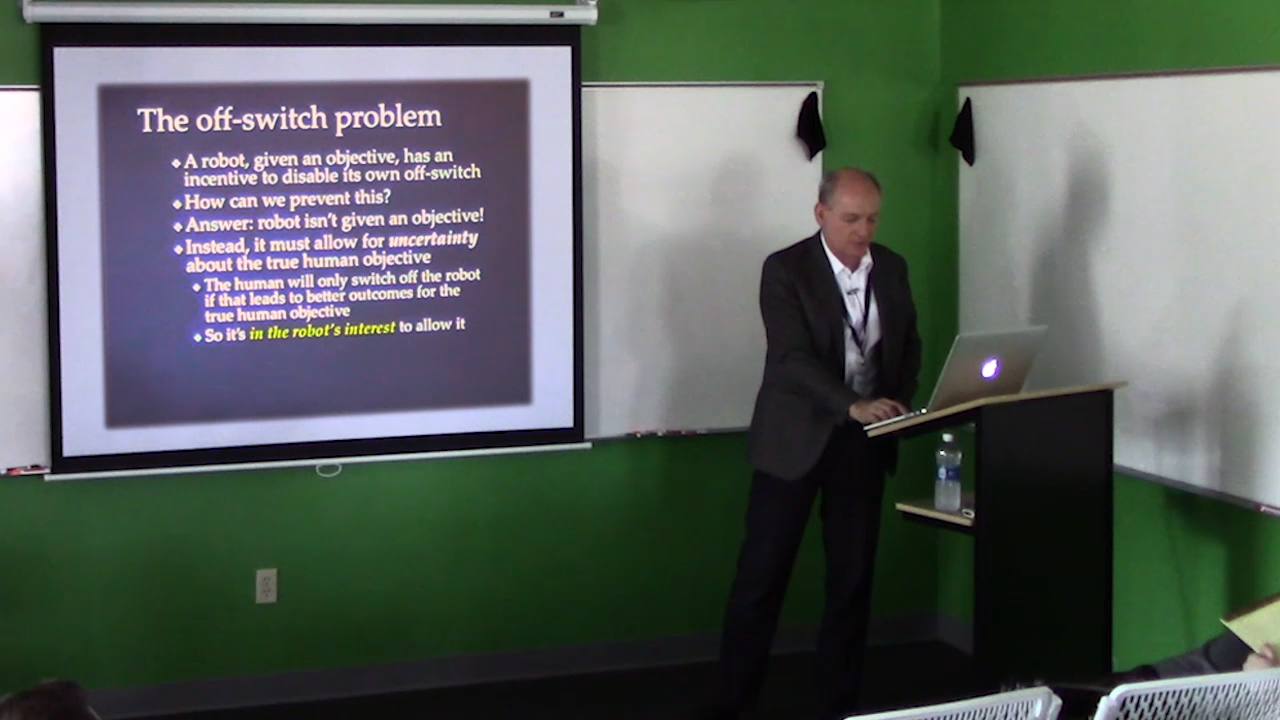 The off-switch problem
❖ A robot, given an objective, has an
incentive to disable its own off-switch
❖ How can we prevent this?
❖ Answer: robot isn't given an objective!
❖ Instead, it must allow for uncertainty
about the true human objective
❖ The human will only switch off the robot
if that leads to better outcomes for the
true human objective
❖ So it's in the robot's interest to allow it